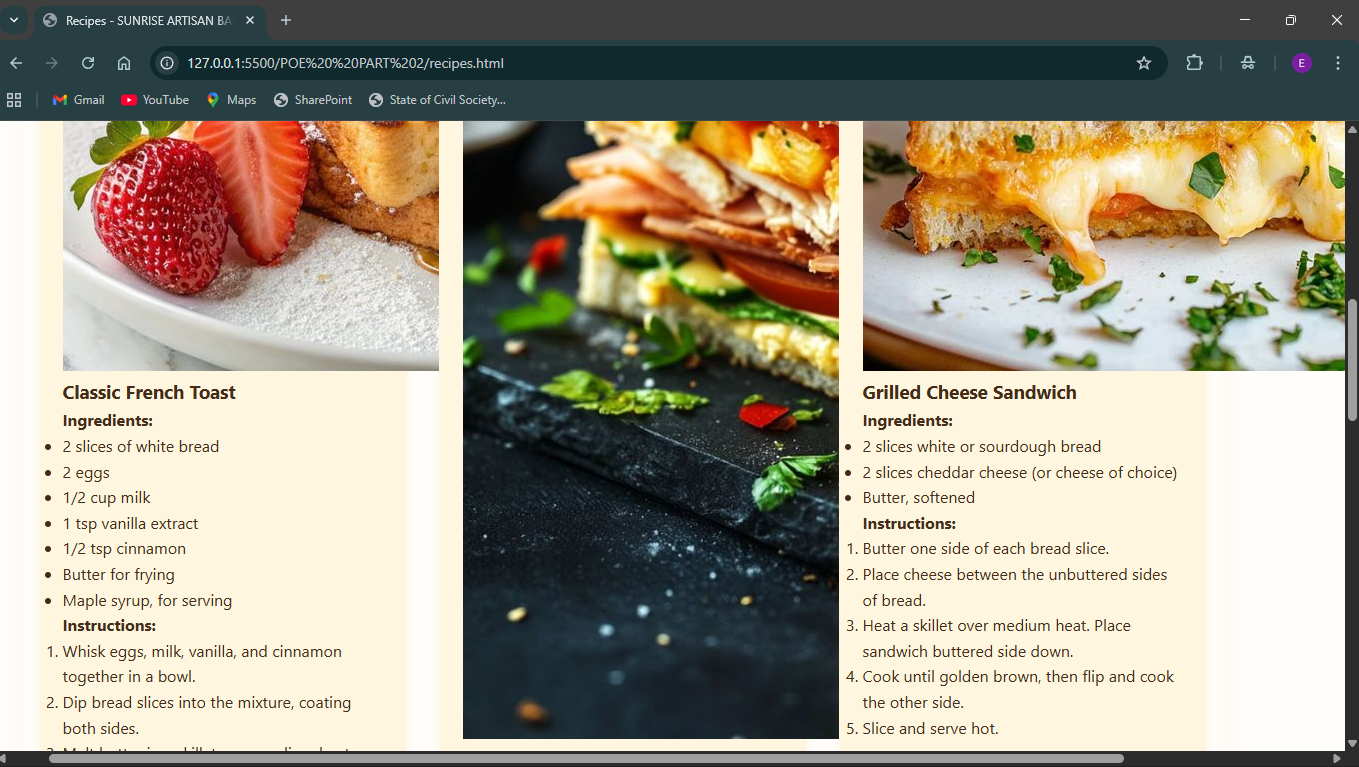 Recipes - SUNRISE ARTISAN BA
127.0.0.1:5500/POE%20%20PART%202/recipes.html
E
Gmail
YouTube
Maps
SharePoint
State of Civil Society...
Classic French Toast
Ingredients:
2 slices of white bread
2 eggs
1/2 cup milk
1 tsp vanilla extract
1/2 tsp cinnamon
Butter for frying
Maple syrup, for serving
Instructions:
1. Whisk eggs, milk, vanilla, and cinnamon
together in a bowl.
2. Dip bread slices into the mixture, coating
both sides.
Grilled Cheese Sandwich
Ingredients:
2 slices white or sourdough bread
2 slices cheddar cheese (or cheese of choice)
Butter, softened
Instructions:
1. Butter one side of each bread slice.
2. Place cheese between the unbuttered sides
of bread.
3. Heat a skillet over medium heat. Place
sandwich buttered side down.
4. Cook until golden brown, then flip and cook
the other side.
5. Slice and serve hot.